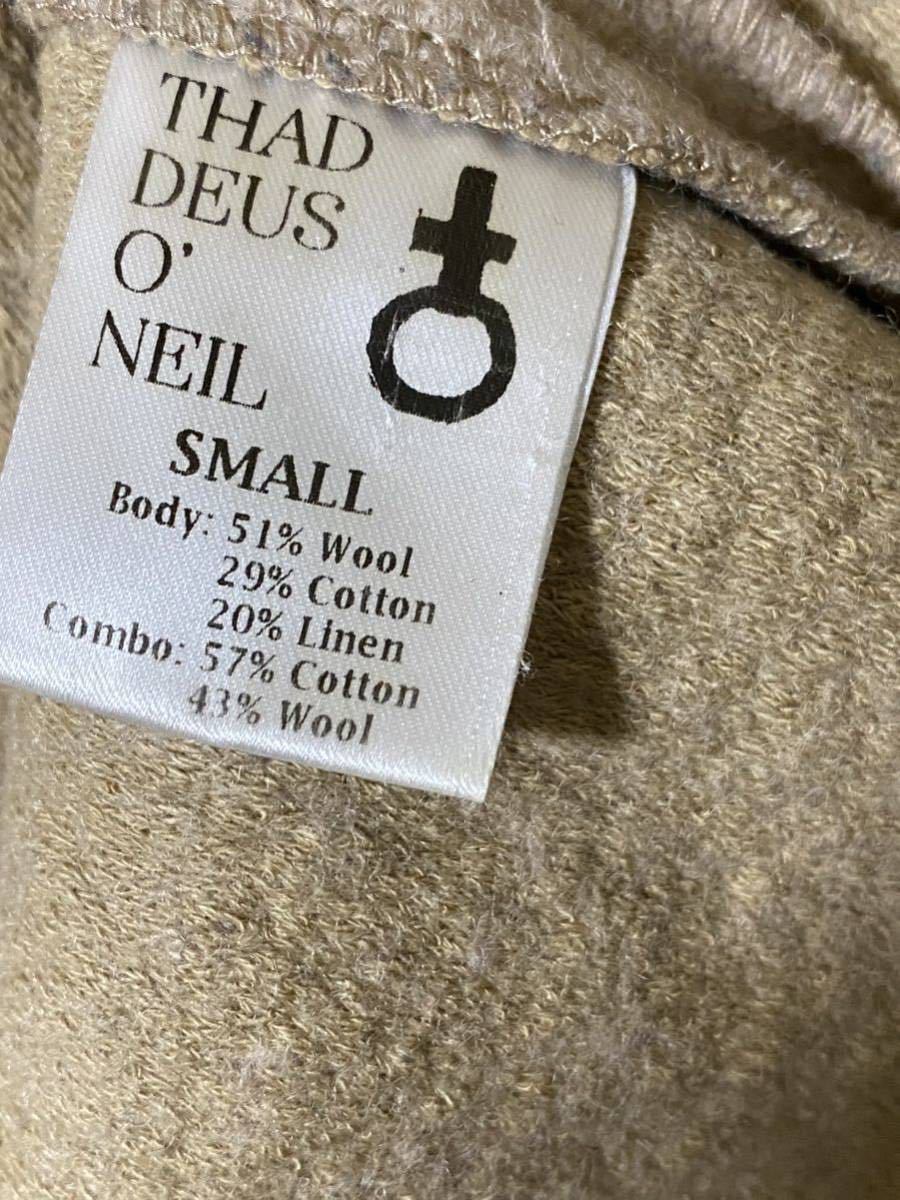 THAD
DEUS
O'
NEIL
SMALL
Body: 51% Wool
29% Cotton
20% Linen
Combo: 57% Cotton
43% Wool